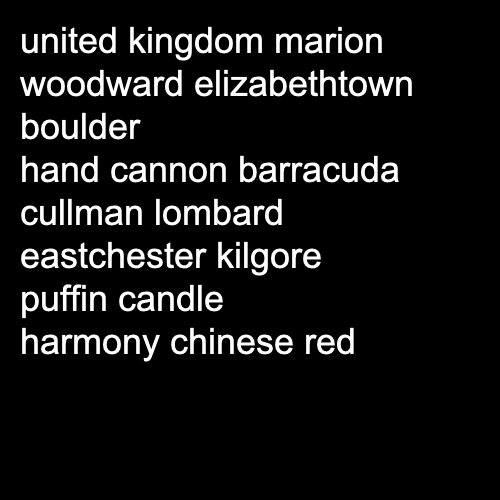 united kingdom marion
woodward elizabethtown
boulder
hand cannon barracuda
cullman lombard
eastchester kilgore
puffin candle
harmony chinese red